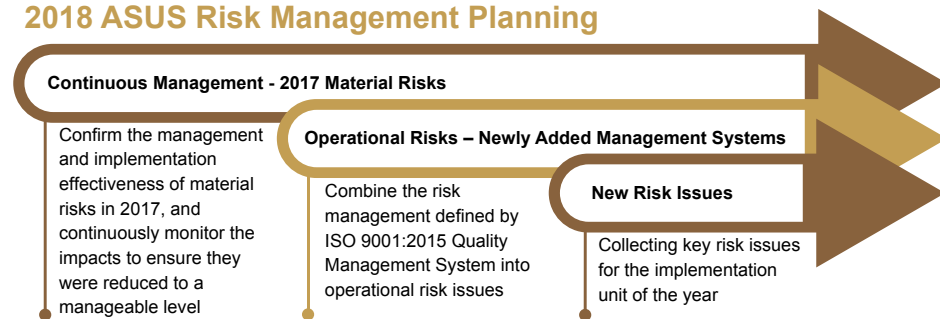 2018 ASUS Risk Management Planning
Continuous Management - 2017 Material Risks
Confirm the management
and implementation
effectiveness of material
risks in 2017, and
continuously monitor the
impacts to ensure they
were reduced to a
manageable level
Operational Risks – Newly Added Management Systems
Combine the risk
management defined by
ISO 9001:2015 Quality
Management System into
operational risk issues
New Risk Issues
Collecting key risk issues
for the implementation
unit of the year